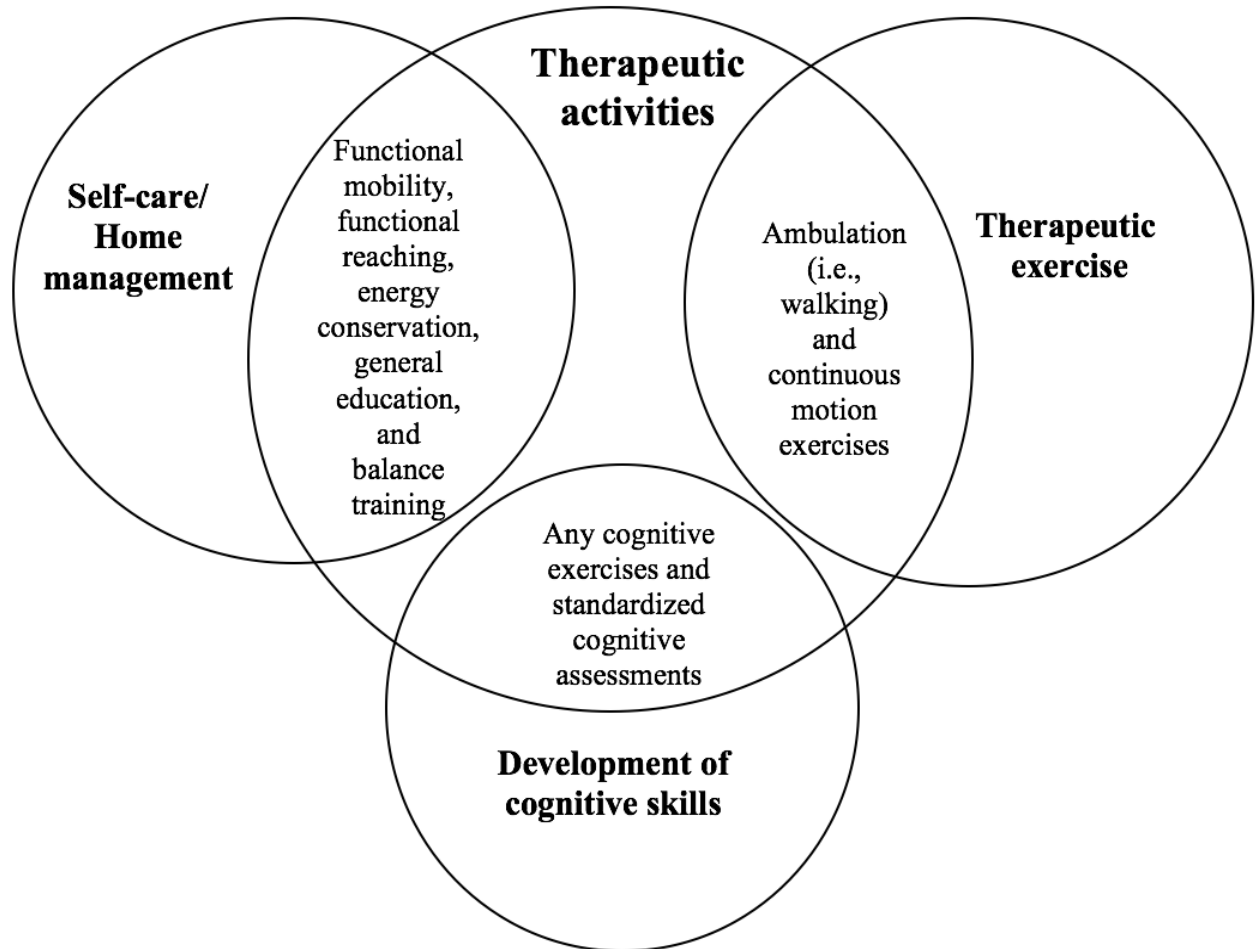 Therapeutic
activities
Self-care/
Home
management
Functional
mobility,
functional
reaching,
energy
conservation,
general
education,
and
balance
training
Ambulation
(i.e.,
walking)
and
continuous
motion
exercises
Therapeutic
exercise
Any cognitive
exercises and
standardized
cognitive
assessments
Development of
cognitive skills